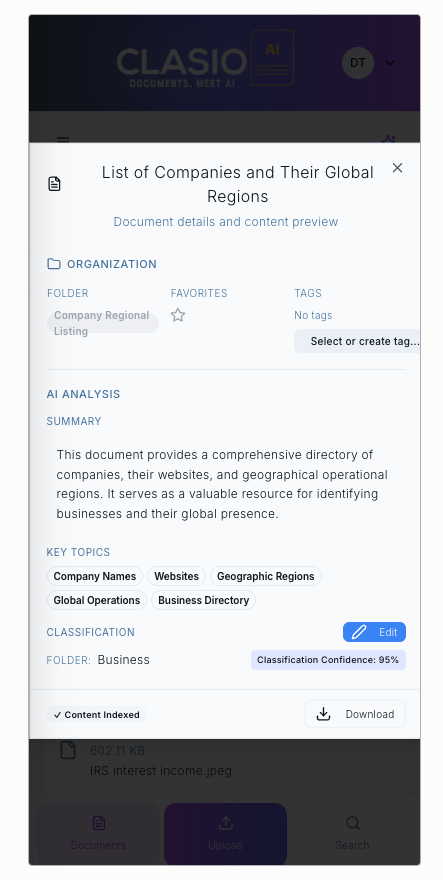 CLASIO
AI
DOCUMENTS, MEET AI
DT
List of Companies and Their Global
Regions
Document details and content preview
ORGANIZATION
FOLDER
FAVORITES
TAGS
Company Regional
Listing
No tags
Select or create tag...
AI ANALYSIS
SUMMARY
This document provides a comprehensive directory of
companies, their websites, and geographical operational
regions. It serves as a valuable resource for identifying
businesses and their global presence.
KEY TOPICS
Company Names
Websites
Geographic Regions
Global Operations
Business Directory
CLASSIFICATION
Edit
FOLDER: Business
Classification Confidence: 95%
✓ Content Indexed
Download
602.11 KB
IRS interest income.jpeg
Documents
Upload
Search